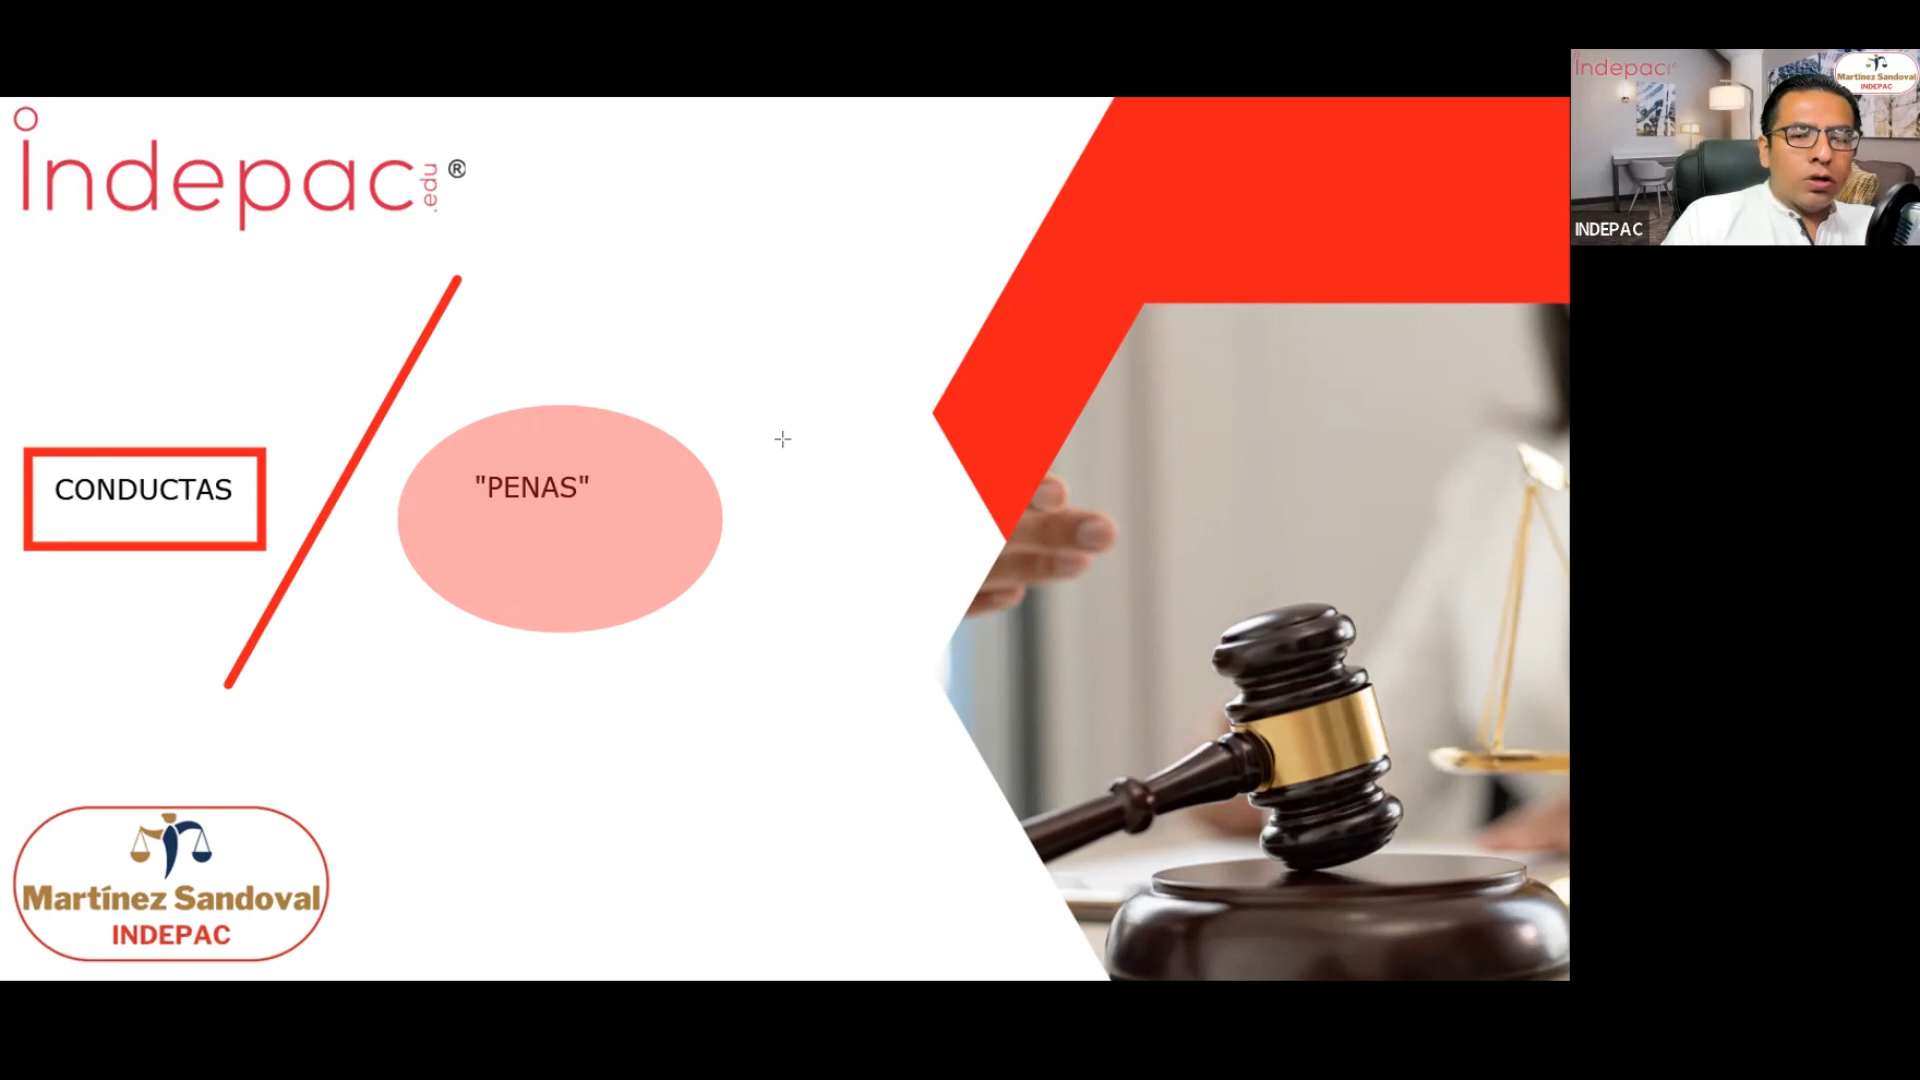 indepac.edu ®
CONDUCTAS
"PENAS"
Martínez Sandoval
INDEPAC
indepac
Martínez Sandoval
INDEPAC
INDEPAC